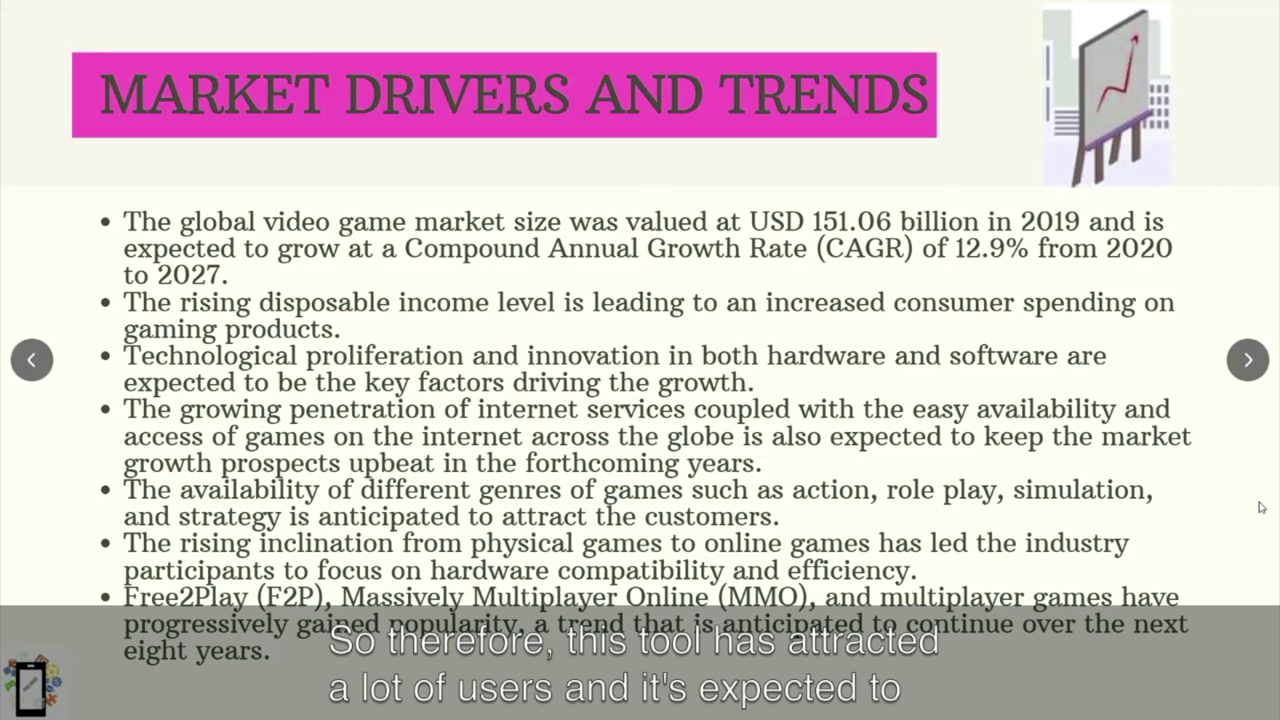 MARKET DRIVERS AND TRENDS
• The global video game market size was valued at USD 151.06 billion in 2019 and is
expected to grow at a Compound Annual Growth Rate (CAGR) of 12.9% from 2020
to 2027.
• The rising disposable income level is leading to an increased consumer spending on
gaming products.
• Technological proliferation and innovation in both hardware and software are
expected to be the key factors driving the growth.
• The growing penetration of internet services coupled with the easy availability and
access of games on the internet across the globe is also expected to keep the market
growth prospects upbeat in the forthcoming years.
• The availability of different genres of games such as action, role play, simulation,
and strategy is anticipated to attract the customers.
• The rising inclination from physical games to online games has led the industry
participants to focus on hardware compatibility and efficiency.
• Free2Play (F2P), Massively Multiplayer Online (MMO), and multiplayer games have
progressively gained popularity, a trend that is anticipated to continue over the next
eight years.
So therefore, this tool has attracted
a lot of users and it's expected to